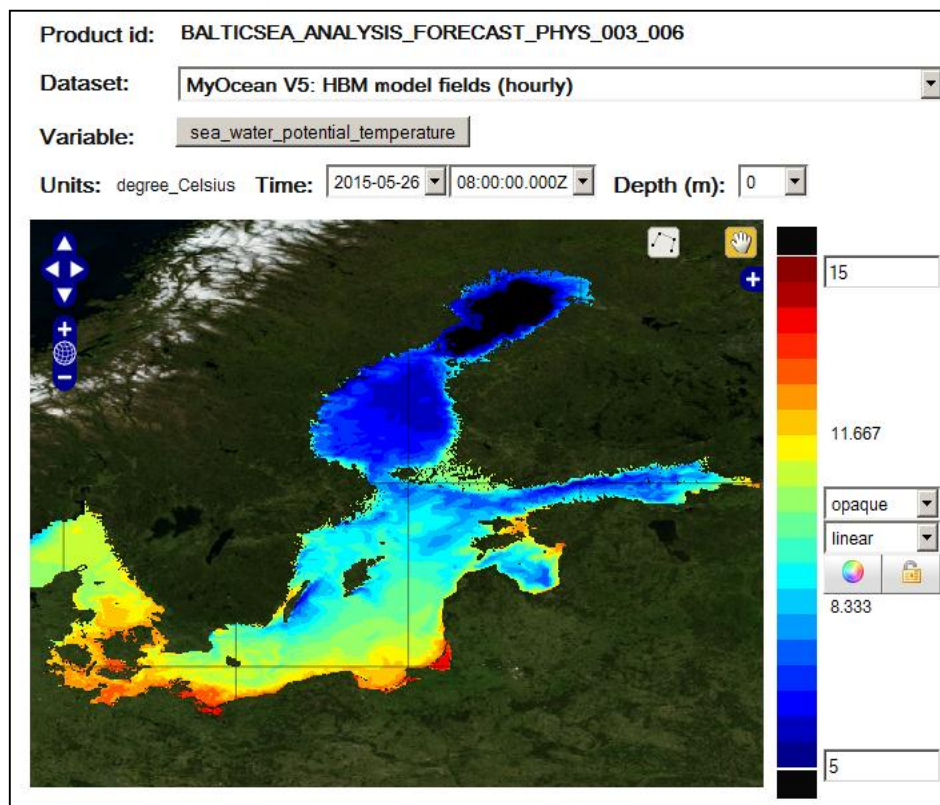 Product id: BALTICSEA_ANALYSIS_FORECAST_PHYS_003_006
Dataset: MyOcean V5: HBM model fields (hourly)
Variable: sea_water_potential_temperature
Units: degree_Celsius Time: 2015-05-26 08:00:00.000Z Depth (m): 0
15
11.667
opaque
linear
8.333
5